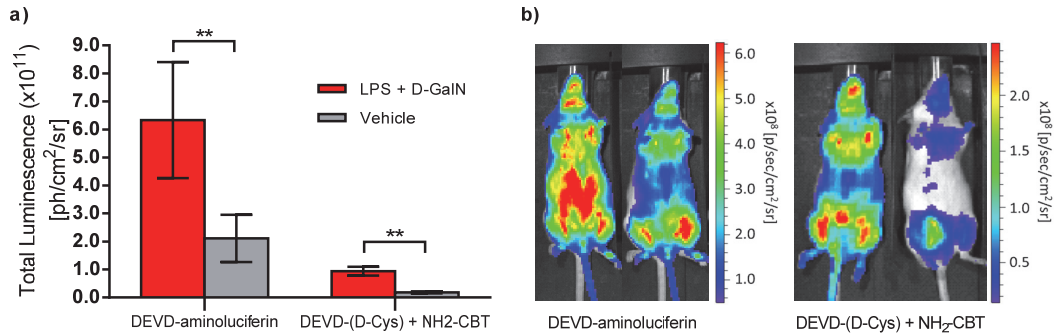 a)
Total Luminescence (x10¹¹)
[ph/cm^2/sr]
9.0
8.0
7.0
6.0
5.0
4.0
3.0
2.0
1.0
0.0
**
**
LPS + D-GalN
Vehicle
DEVD-aminoluciferin
DEVD-(D-Cys) + NH2-CBT
b)
6.0
5.0
4.0
3.0
2.0
1.0
x10⁸ [p/sec/cm²/sr]
DEVD-aminoluciferin
2.0
1.5
1.0
0.5
x10⁸ [p/sec/cm²/sr]
DEVD-(D-Cys) + NH₂-CBT